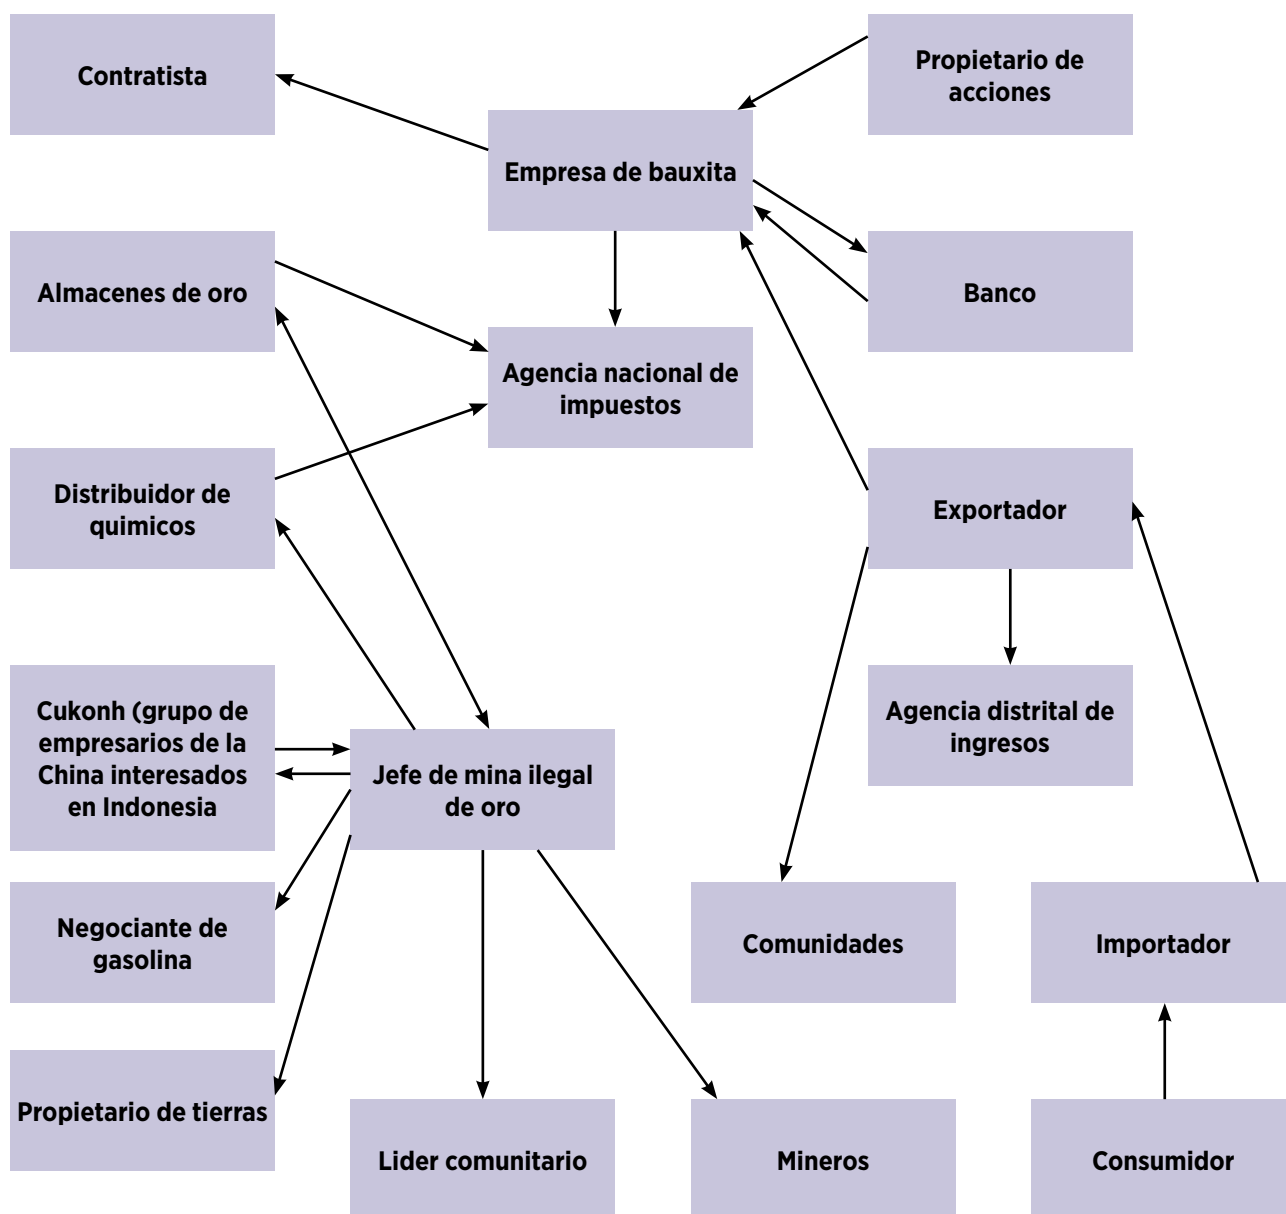 Contratista
Propietario de
acciones
Empresa de bauxita
Almacenes de oro
Banco
Agencia nacional de
impuestos
Distribuidor de
quimicos
Exportador
Cukonh (grupo de
empresarios de la
China interesados
en Indonesia
Agencia distrital de
ingresos
Jefe de mina ilegal
de oro
Negociante de
gasolina
Comunidades
Importador
Propietario de tierras
Lider comunitario
Mineros
Consumidor